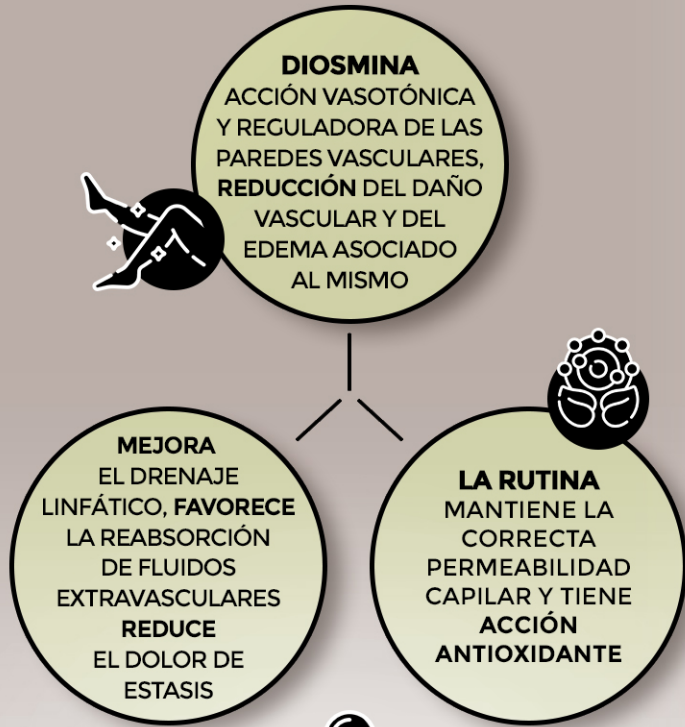 DIOSMINA
ACCIÓN VASOTÓNICA
Y REGULADORA DE LAS
PAREDES VASCULARES,
REDUCCIÓN DEL DAÑO
VASCULAR Y DEL
EDEMA ASOCIADO
AL MISMO
MEJORA
EL DRENAJE
LINFÁTICO, FAVORECE
LA REABSORCIÓN
DE FLUIDOS
EXTRAVASCULARES
REDUCE
EL DOLOR DE
ESTASIS
LA RUTINA
MANTIENE LA
CORRECTA
PERMEABILIDAD
CAPILAR Y TIENE
ACCIÓN
ANTIOXIDANTE